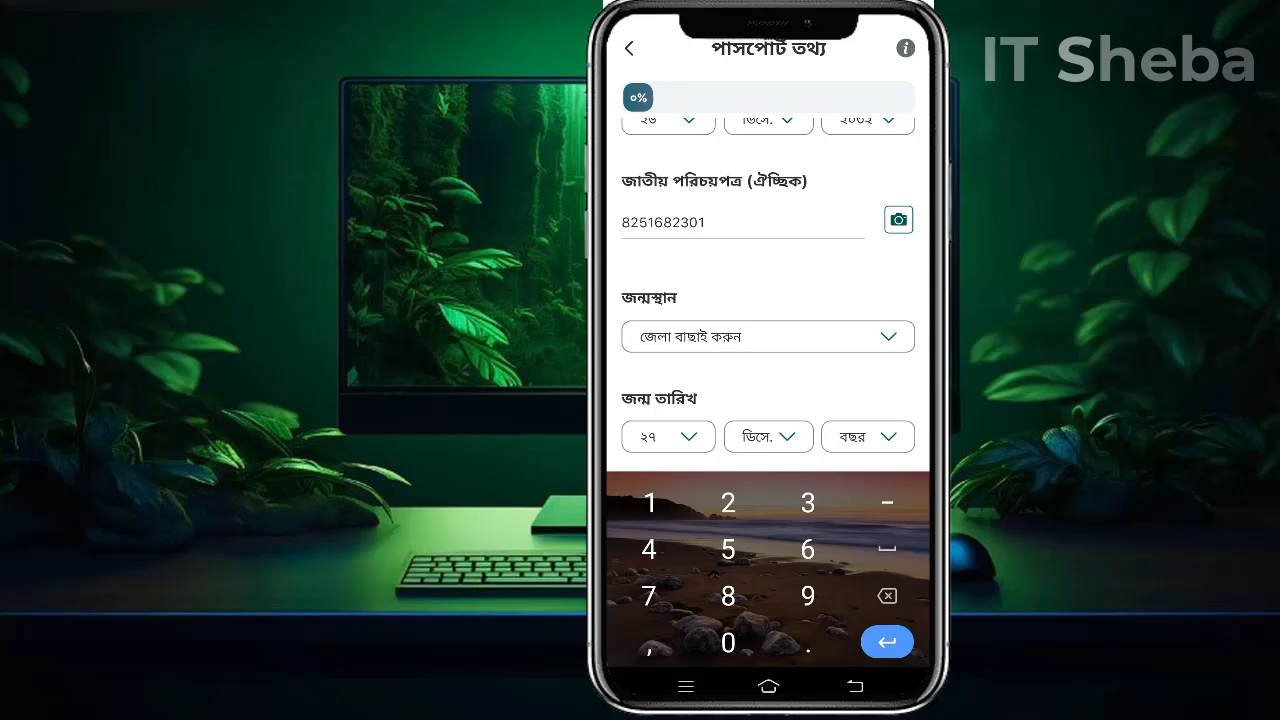 IT Sheba
পাসপোর্ট তথ্য
০%
ডিসে.
জাতীয় পরিচয়পত্র (ঐচ্ছিক)
8251682301
জন্মস্থান
জেলা বাছাই করুন
জন্ম তারিখ
২৭ ডিসে. বছর
1 2 3 -
4 5 6
7 8 9
, 0 .